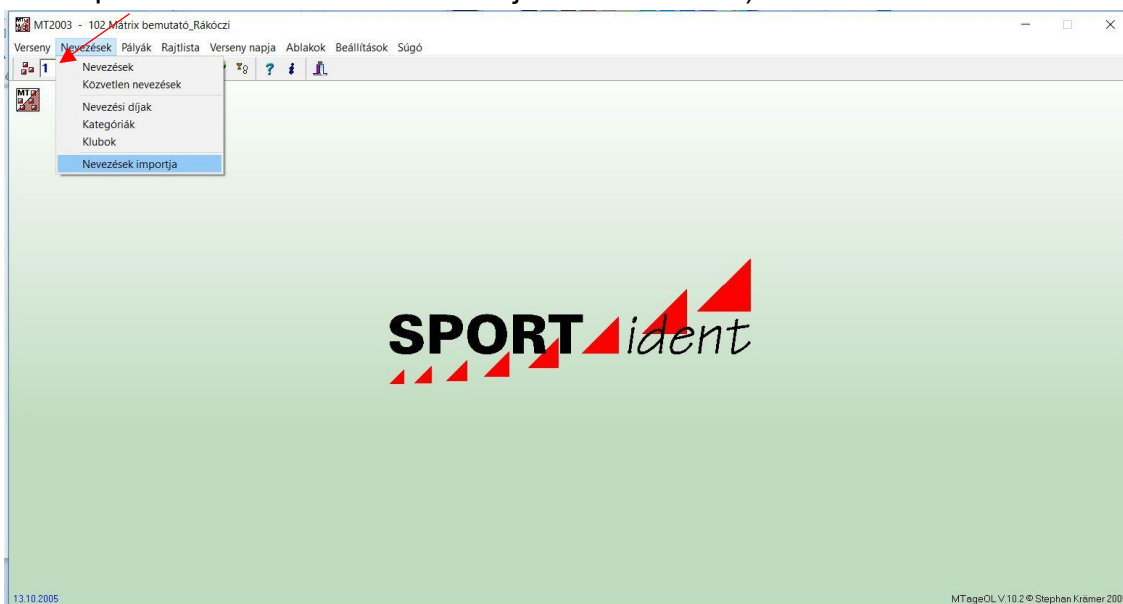 MT2003 - 102 Mátrix bemutató_Rákóczi
Verseny Nevezések Pályák Rajtlista Verseny napja Ablakok Beállítások Súgó
1
Nevezések
Közvetlen nevezések
Nevezési díjak
Kategóriák
Klubok
Nevezések importja
MT
SPORT ident
13.10.2005
MTageOL V.10.2 © Stephan Krämer 200